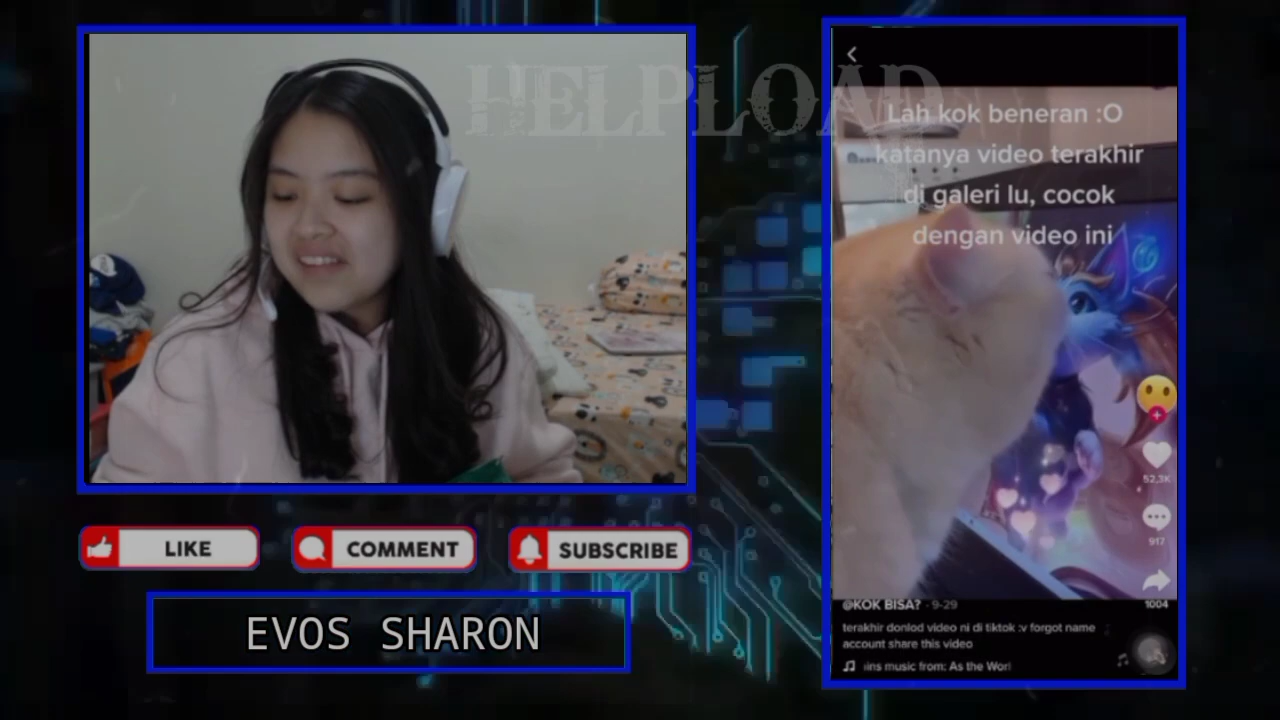 HELPLOAD
Lah kok beneran :O
katanya video terakhir
di galeri lu, cocok
dengan video ini
52,3K
917
1004
LIKE
COMMENT
SUBSCRIBE
EVOS SHARON
@KOK BISA? · 9-29
terakhir donlod video ni di tiktok :v forgot name
account share this video
ins music from: As the Worl